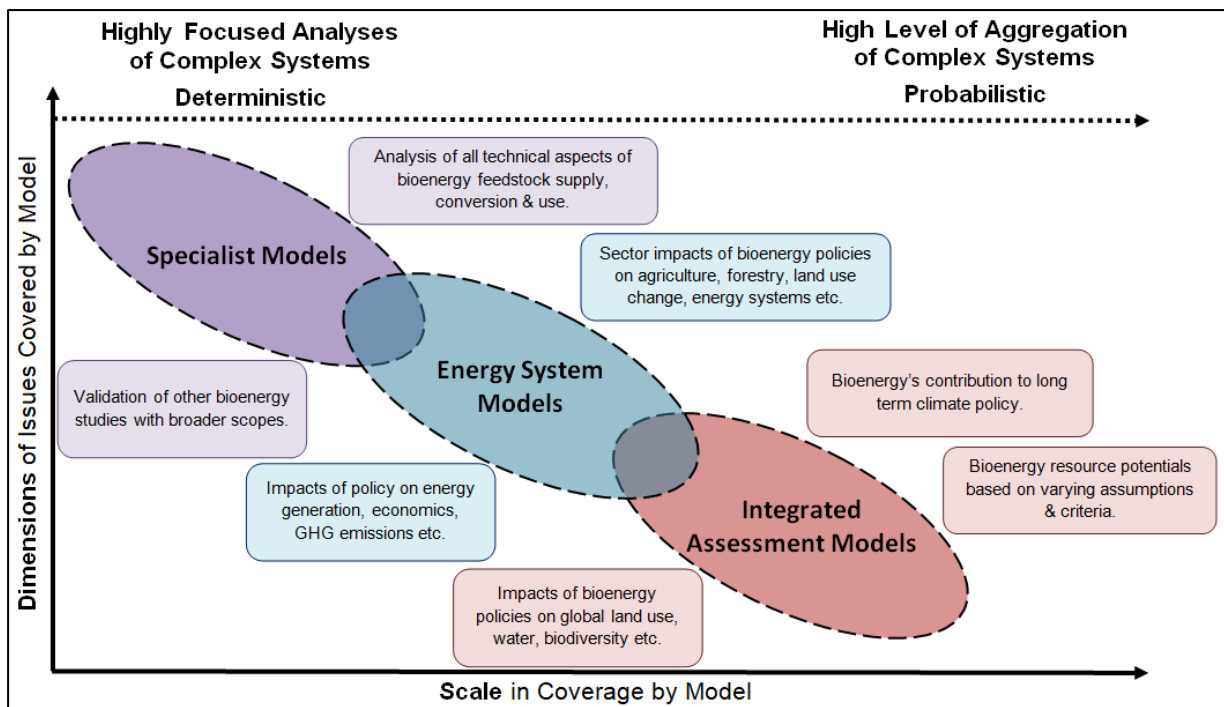 Highly Focused Analyses
of Complex Systems
Deterministic
High Level of Aggregation
of Complex Systems
Probabilistic
Dimensions of Issues Covered by Model
Analysis of all technical aspects of
bioenergy feedstock supply,
conversion & use.
Specialist Models
Sector impacts of bioenergy policies
on agriculture, forestry, land use
change, energy systems etc.
Validation of other bioenergy
studies with broader scopes.
Energy System
Models
Bioenergy's contribution to long
term climate policy.
Impacts of policy on energy
generation, economics,
GHG emissions etc.
Bioenergy resource potentials
based on varying assumptions
& criteria.
Integrated
Assessment Models
Impacts of bioenergy
policies on global land use,
water, biodiversity etc.
Scale in Coverage by Model